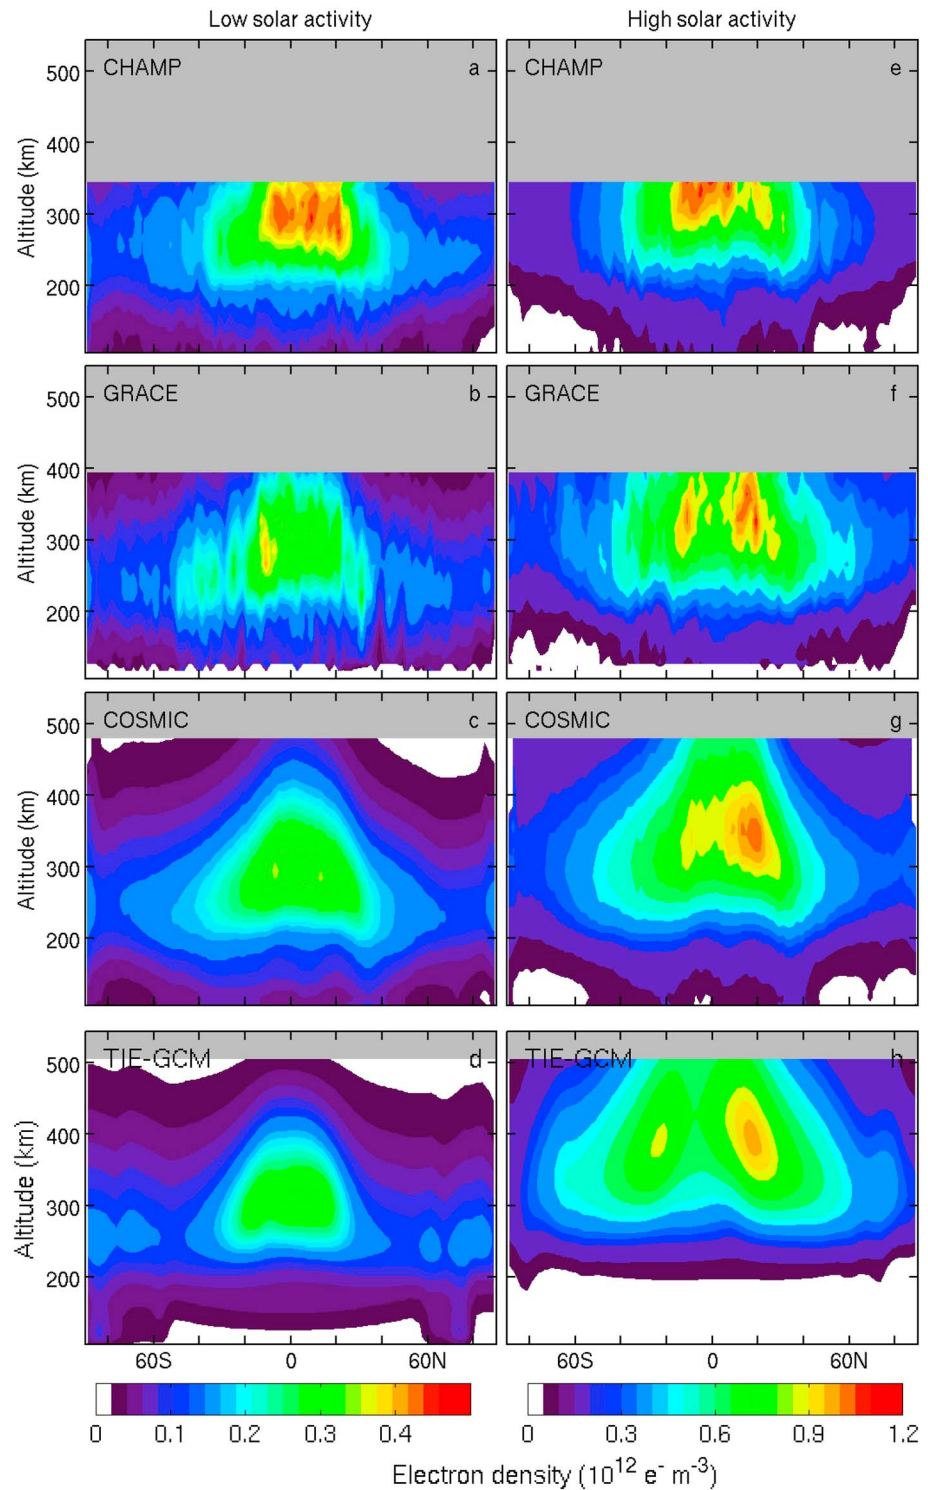 Low solar activity
High solar activity
CHAMP a
CHAMP e
500
400
300
200
Altitude (km)
GRACE b
GRACE f
500
400
300
200
Altitude (km)
COSMIC c
COSMIC g
500
400
300
200
Altitude (km)
TIE-GCM d
TIE-GCM h
500
400
300
200
Altitude (km)
60S 0 60N
60S 0 60N
0 0.1 0.2 0.3 0.4
0 0.3 0.6 0.9 1.2
Electron density (10¹² e⁻ m⁻³)